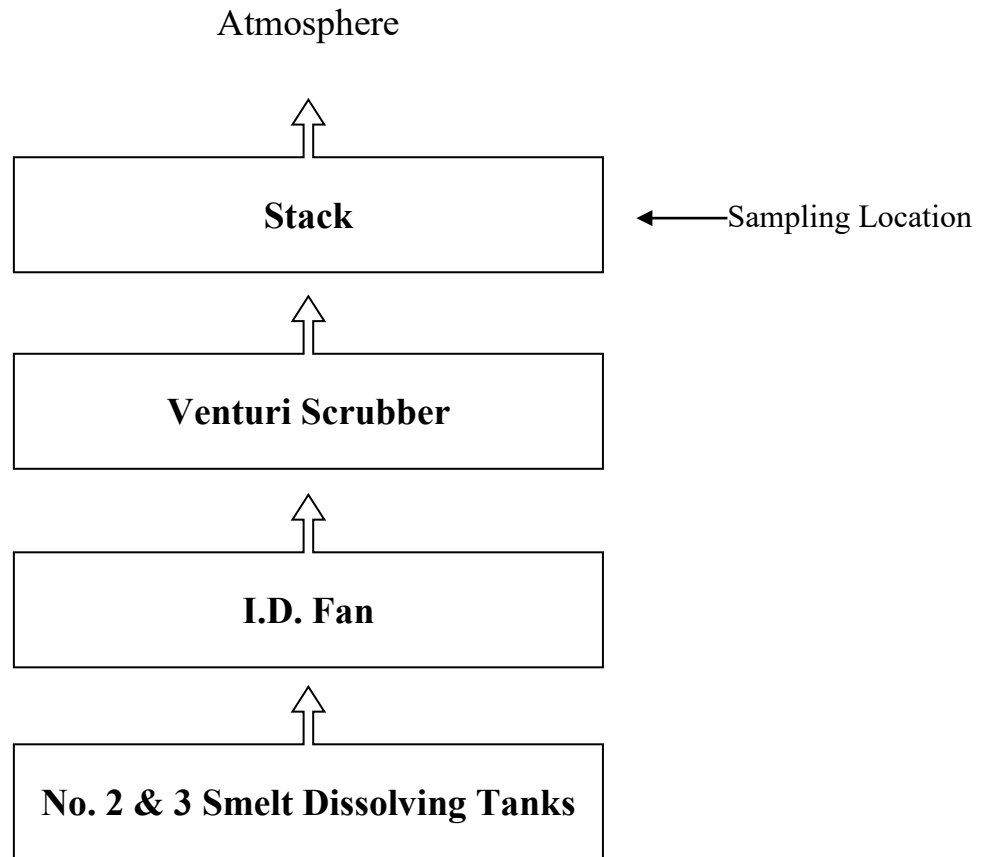 Atmosphere
Stack
Sampling Location
Venturi Scrubber
I.D. Fan
No. 2 & 3 Smelt Dissolving Tanks